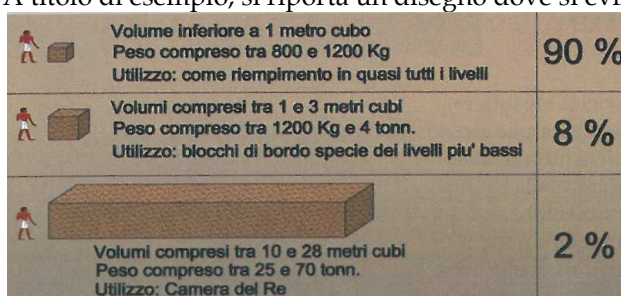 A titolo di esempio, si riporta un disegno dove si evi
Volume inferiore a 1 metro cubo
Peso compreso tra 800 e 1200 Kg
Utilizzo: come riempimento in quasi tutti i livelli
90 %
Volumi compresi tra 1 e 3 metri cubi
Peso compreso tra 1200 Kg e 4 tonn.
Utilizzo: blocchi di bordo specie dei livelli piu' bassi
8 %
Volumi compresi tra 10 e 28 metri cubi
Peso compreso tra 25 e 70 tonn.
Utilizzo: Camera del Re
2 %